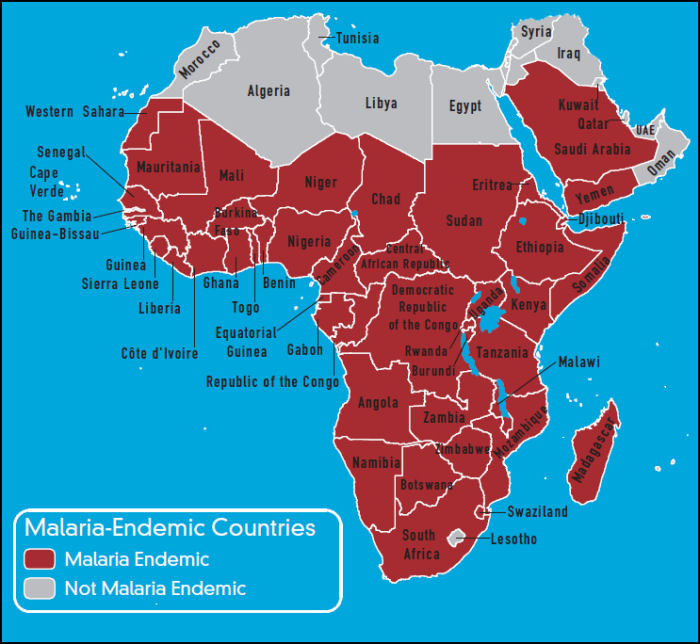 Tunisia
Morocco
Algeria
Libya
Egypt
Syria
Iraq
Kuwait
Qatar
UAE
Saudi Arabia
Oman
Yemen
Western Sahara
Mauritania
Mali
Niger
Chad
Sudan
Eritrea
Djibouti
Senegal
Cape
Verde
The Gambia
Guinea-Bissau
Guinea
Sierra Leone
Liberia
Côte d'Ivoire
Burkina
Faso
Ghana
Togo
Benin
Nigeria
Cameroon
Central
African Republic
Ethiopia
Somalia
Equatorial
Guinea
Gabon
Republic of the Congo
Democratic
Republic
of the Congo
Uganda
Kenya
Rwanda
Burundi
Tanzania
Malawi
Angola
Zambia
Mozambique
Zimbabwe
Madagascar
Namibia
Botswana
Swaziland
South
Africa
Lesotho
Malaria-Endemic Countries
Malaria Endemic
Not Malaria Endemic